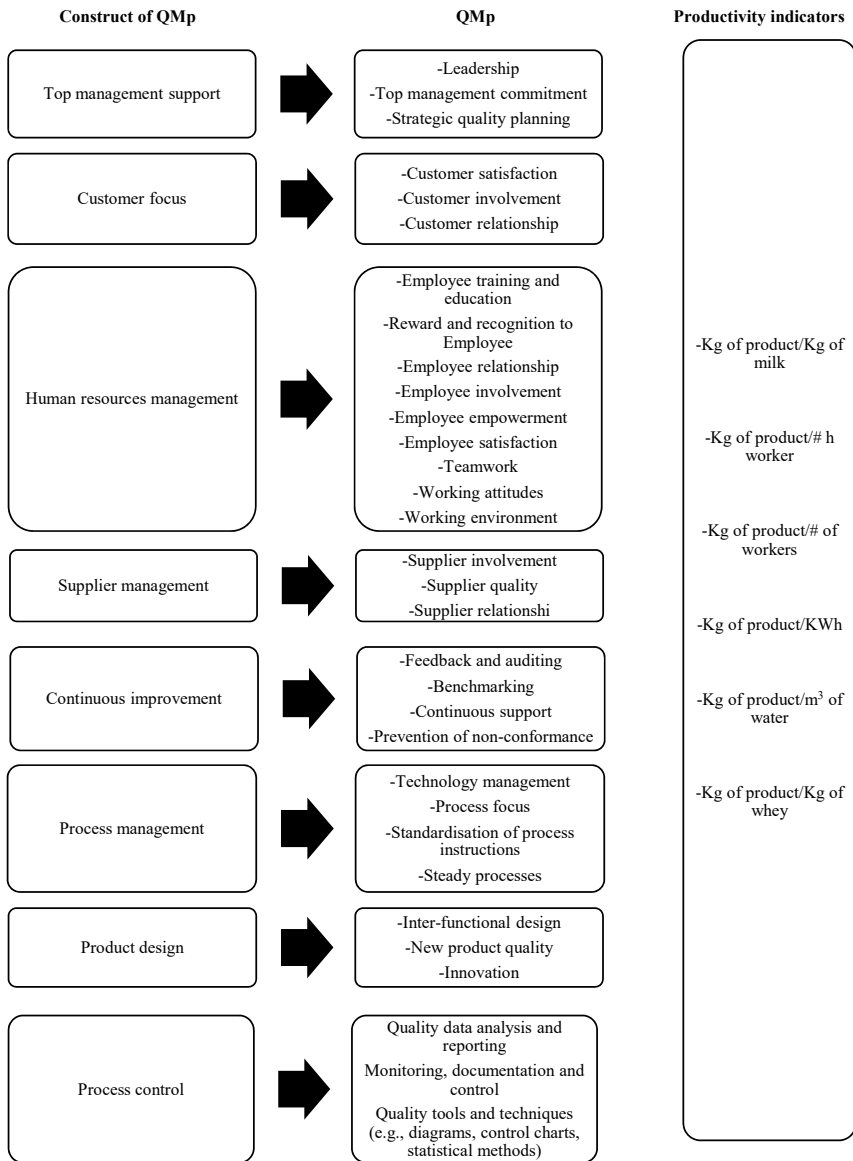 Construct of QMp
QMp
Productivity indicators
Top management support
-Leadership
-Top management commitment
-Strategic quality planning
Customer focus
-Customer satisfaction
-Customer involvement
-Customer relationship
Human resources management
-Employee training and
education
-Reward and recognition to
Employee
-Employee relationship
-Employee involvement
-Employee empowerment
-Employee satisfaction
-Teamwork
-Working attitudes
-Working environment
Supplier management
-Supplier involvement
-Supplier quality
-Supplier relationshi
Continuous improvement
-Feedback and auditing
-Benchmarking
-Continuous support
-Prevention of non-conformance
Process management
-Technology management
-Process focus
-Standardisation of process
instructions
-Steady processes
Product design
-Inter-functional design
-New product quality
-Innovation
Process control
Quality data analysis and
reporting
Monitoring, documentation and
control
Quality tools and techniques
(e.g., diagrams, control charts,
statistical methods)
-Kg of product/Kg of
milk
-Kg of product/# h
worker
-Kg of product/# of
workers
-Kg of product/KWh
-Kg of product/m³ of
water
-Kg of product/Kg of
whey